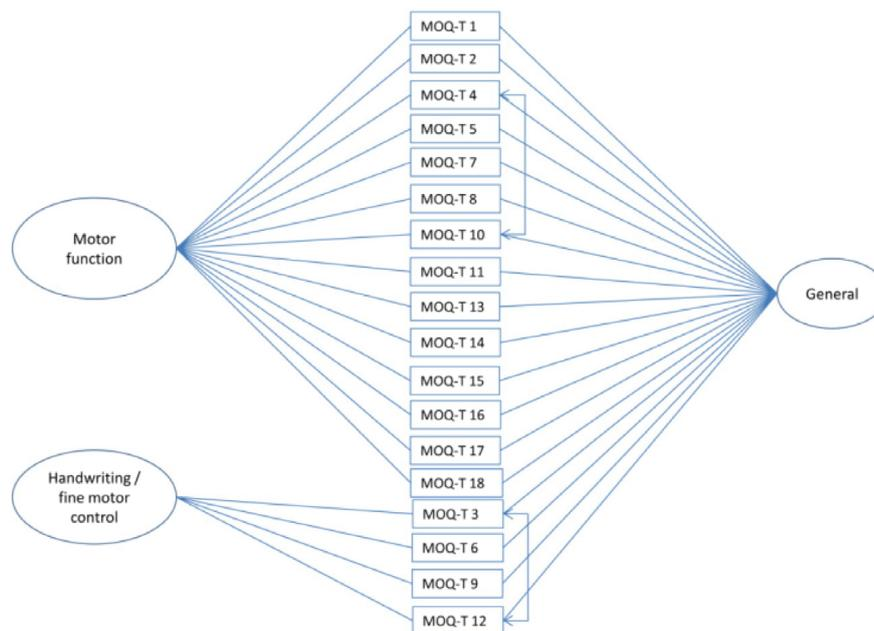 MOQ-T 1
MOQ-T 2
MOQ-T 4
MOQ-T 5
MOQ-T 7
MOQ-T 8
MOQ-T 10
MOQ-T 11
MOQ-T 13
MOQ-T 14
MOQ-T 15
MOQ-T 16
MOQ-T 17
MOQ-T 18
MOQ-T 3
MOQ-T 6
MOQ-T 9
MOQ-T 12
Motor
function
Handwriting /
fine motor
control
General